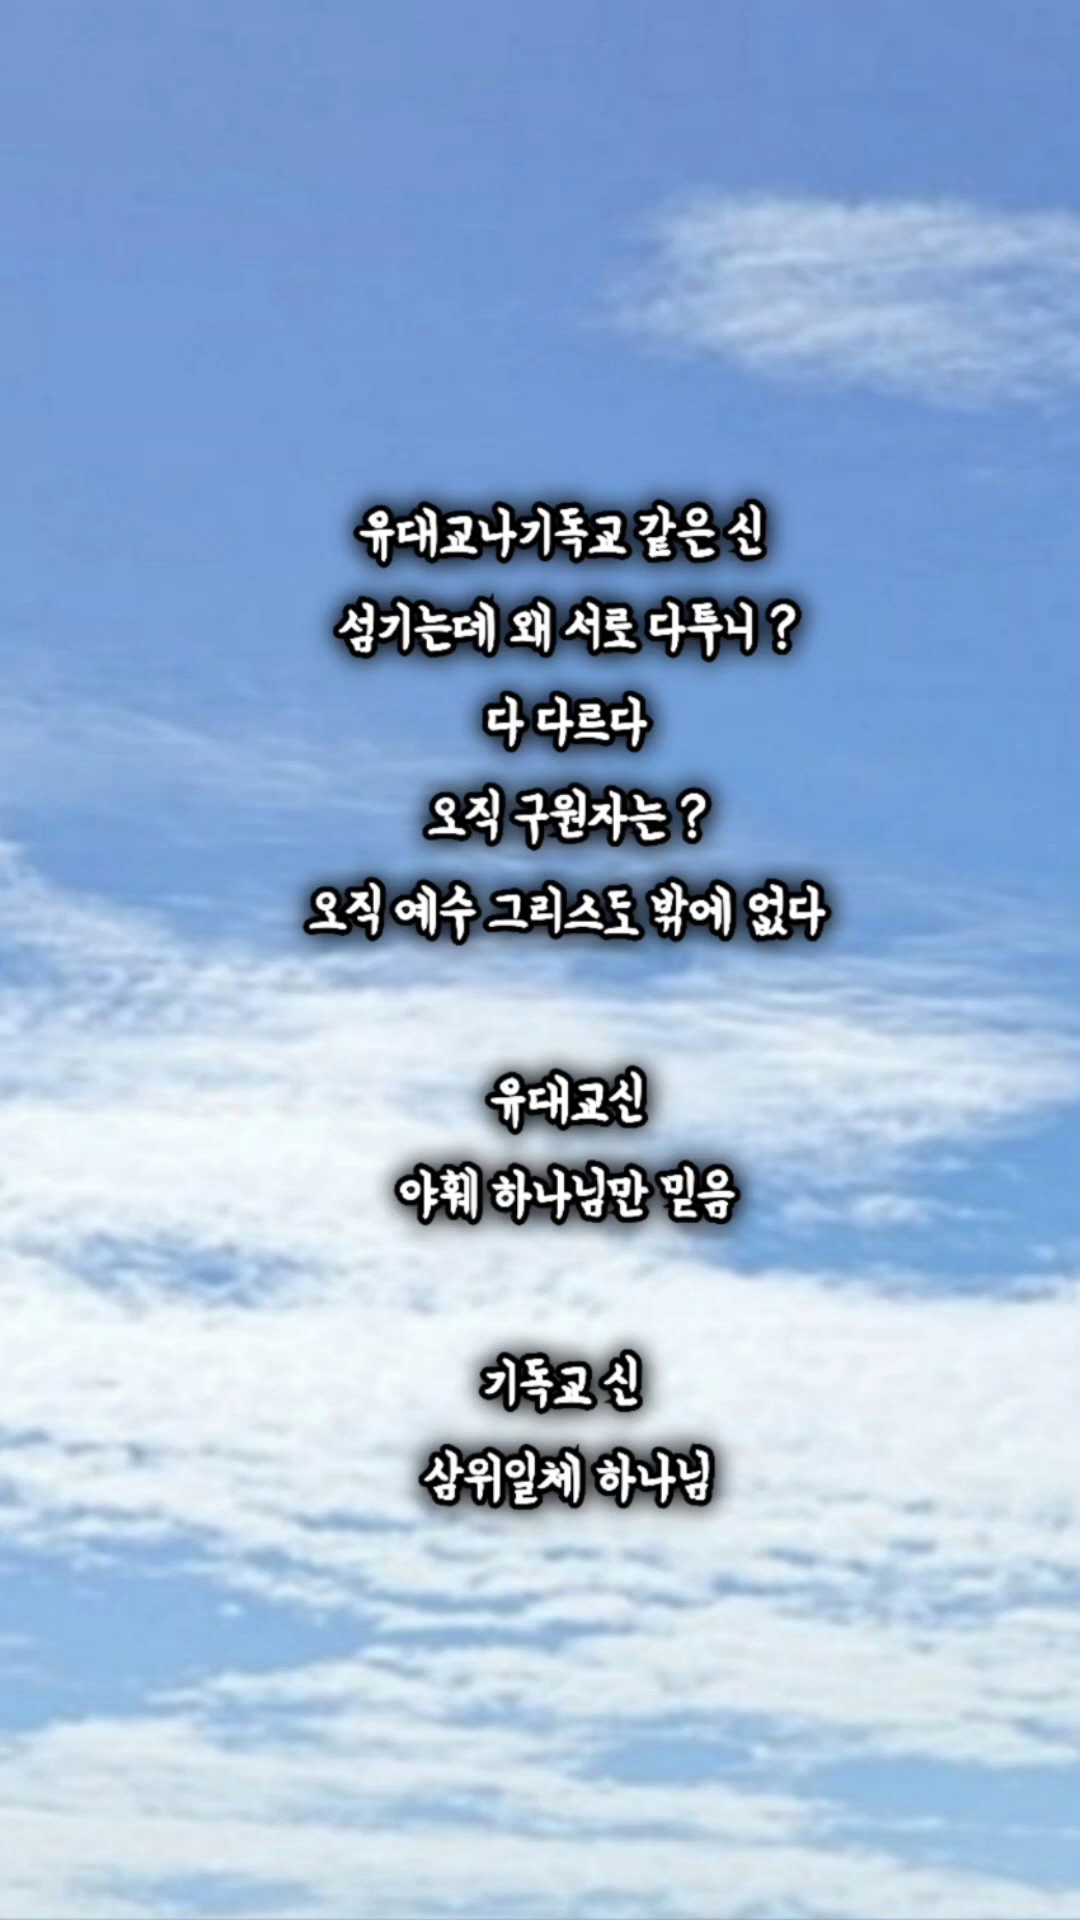 유대교나기독교 같은 신
섬기는데 왜 서로 다투니 ?
다 다르다
오직 구원자는 ?
오직 예수 그리스도 밖에 없다
유대교신
야훼 하나님만 믿음
기독교 신
삼위일체 하나님